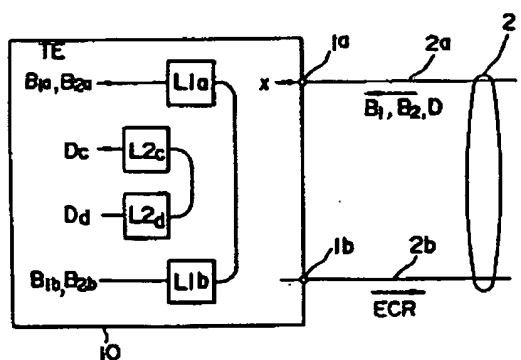 TE
1a
2a
2
B1a, B2a
L1a
x
B1, B2, D
Dc
L2c
Dd
L2d
1b
2b
B1b, B2b
L1b
ECR
10